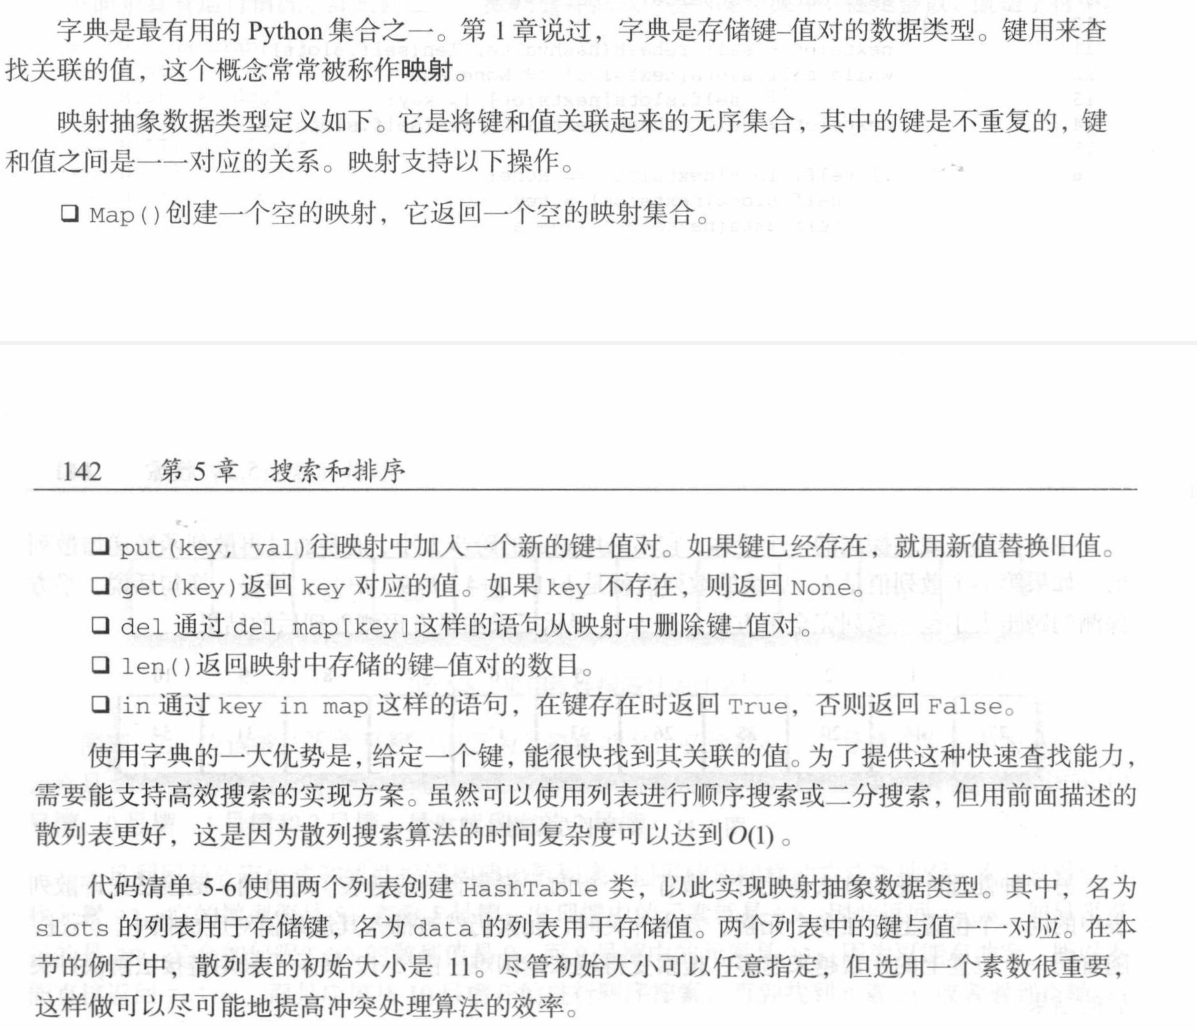 字典是最有用的 Python 集合之一。第 1 章说过，字典是存储键–值对的数据类型。键用来查
找关联的值，这个概念常常被称作映射。
映射抽象数据类型定义如下。它是将键和值关联起来的无序集合，其中的键是不重复的，键
和值之间是一一对应的关系。映射支持以下操作。
❑ Map()创建一个空的映射，它返回一个空的映射集合。
142 第 5 章 搜索和排序
❑ put(key, val)往映射中加入一个新的键–值对。如果键已经存在，就用新值替换旧值。
❑ get(key)返回 key 对应的值。如果 key 不存在，则返回 None。
❑ del 通过 del map[key]这样的语句从映射中删除键–值对。
❑ len()返回映射中存储的键–值对的数目。
❑ in 通过 key in map 这样的语句，在键存在时返回 True，否则返回 False。
使用字典的一大优势是，给定一个键，能很快找到其关联的值。为了提供这种快速查找能力，
需要能支持高效搜索的实现方案。虽然可以使用列表进行顺序搜索或二分搜索，但用前面描述的
散列表更好，这是因为散列搜索算法的时间复杂度可以达到 O(1) 。
代码清单 5-6 使用两个列表创建 HashTable 类，以此实现映射抽象数据类型。其中，名为
slots 的列表用于存储键，名为 data 的列表用于存储值。两个列表中的键与值一一对应。在本
节的例子中，散列表的初始大小是 11。尽管初始大小可以任意指定，但选用一个素数很重要，
这样做可以尽可能地提高冲突处理算法的效率。